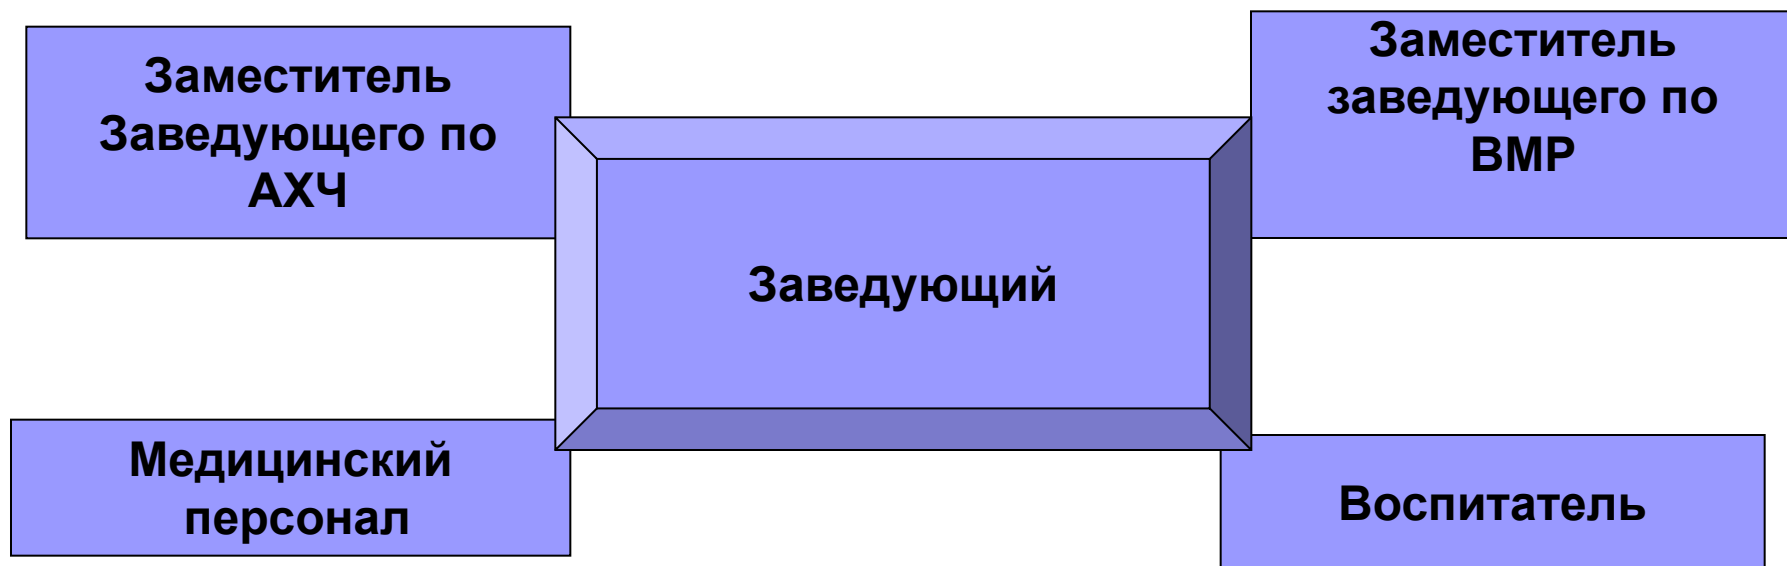 Заместитель
Заведующего по
АХЧ
Заместитель
заведующего по
ВМР
Заведующий
Медицинский
персонал
Воспитатель